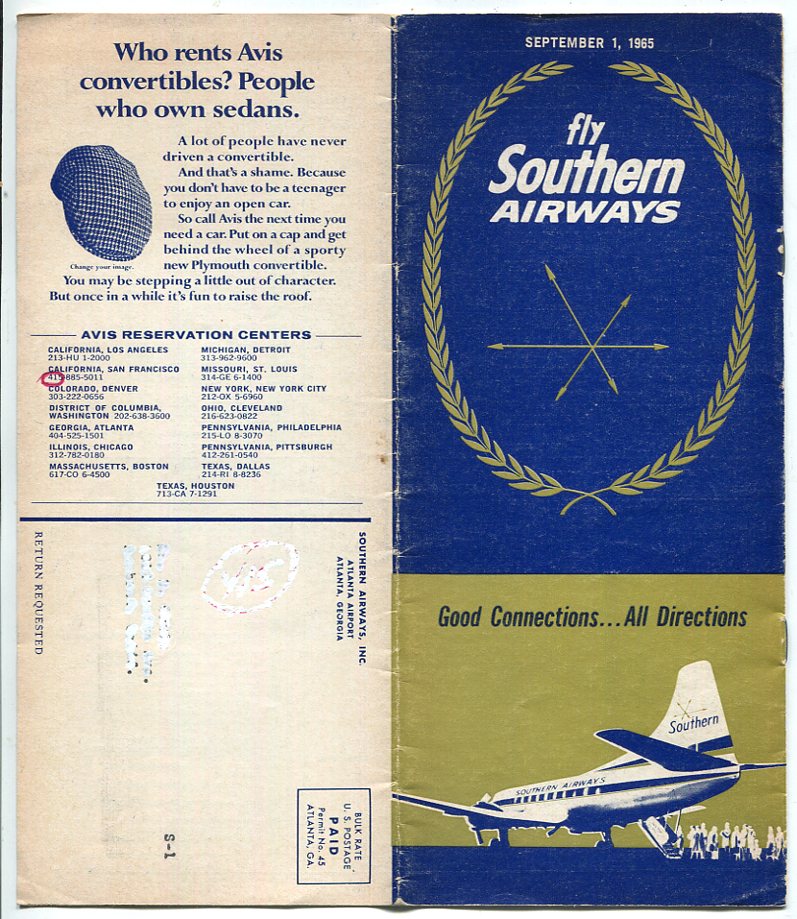 Who rents Avis
convertibles? People
who own sedans.
A lot of people have never
driven a convertible.
And that's a shame. Because
you don't have to be a teenager
to enjoy an open car.
So call Avis the next time you
need a car. Put on a cap and get
behind the wheel of a sporty
new Plymouth convertible.
Change your image.
You may be stepping a little out of character.
But once in a while it's fun to raise the roof.
AVIS RESERVATION CENTERS
CALIFORNIA, LOS ANGELES
213-HU 1-2000
CALIFORNIA, SAN FRANCISCO
415-885-5011
COLORADO, DENVER
303-222-0656
DISTRICT OF COLUMBIA,
WASHINGTON 202-638-3600
GEORGIA, ATLANTA
404-525-1501
ILLINOIS, CHICAGO
312-782-0180
MASSACHUSETTS, BOSTON
617-CO 6-4500
MICHIGAN, DETROIT
313-962-9600
MISSOURI, ST. LOUIS
314-GE 6-1400
NEW YORK, NEW YORK CITY
212-OX 5-6960
OHIO, CLEVELAND
216-623-0822
PENNSYLVANIA, PHILADELPHIA
215-LO 8-3070
PENNSYLVANIA, PITTSBURGH
412-261-0540
TEXAS, DALLAS
214-RI 8-8236
TEXAS, HOUSTON
713-CA 7-1291
SOUTHERN AIRWAYS, INC.
ATLANTA AIRPORT
ATLANTA, GEORGIA
RETURN REQUESTED
BULK RATE
U. S. POSTAGE
PAID
Permit No. 45
ATLANTA, GA.
S-1
SEPTEMBER 1, 1965
fly
Southern
AIRWAYS
Good Connections...All Directions
Southern
SOUTHERN AIRWAYS